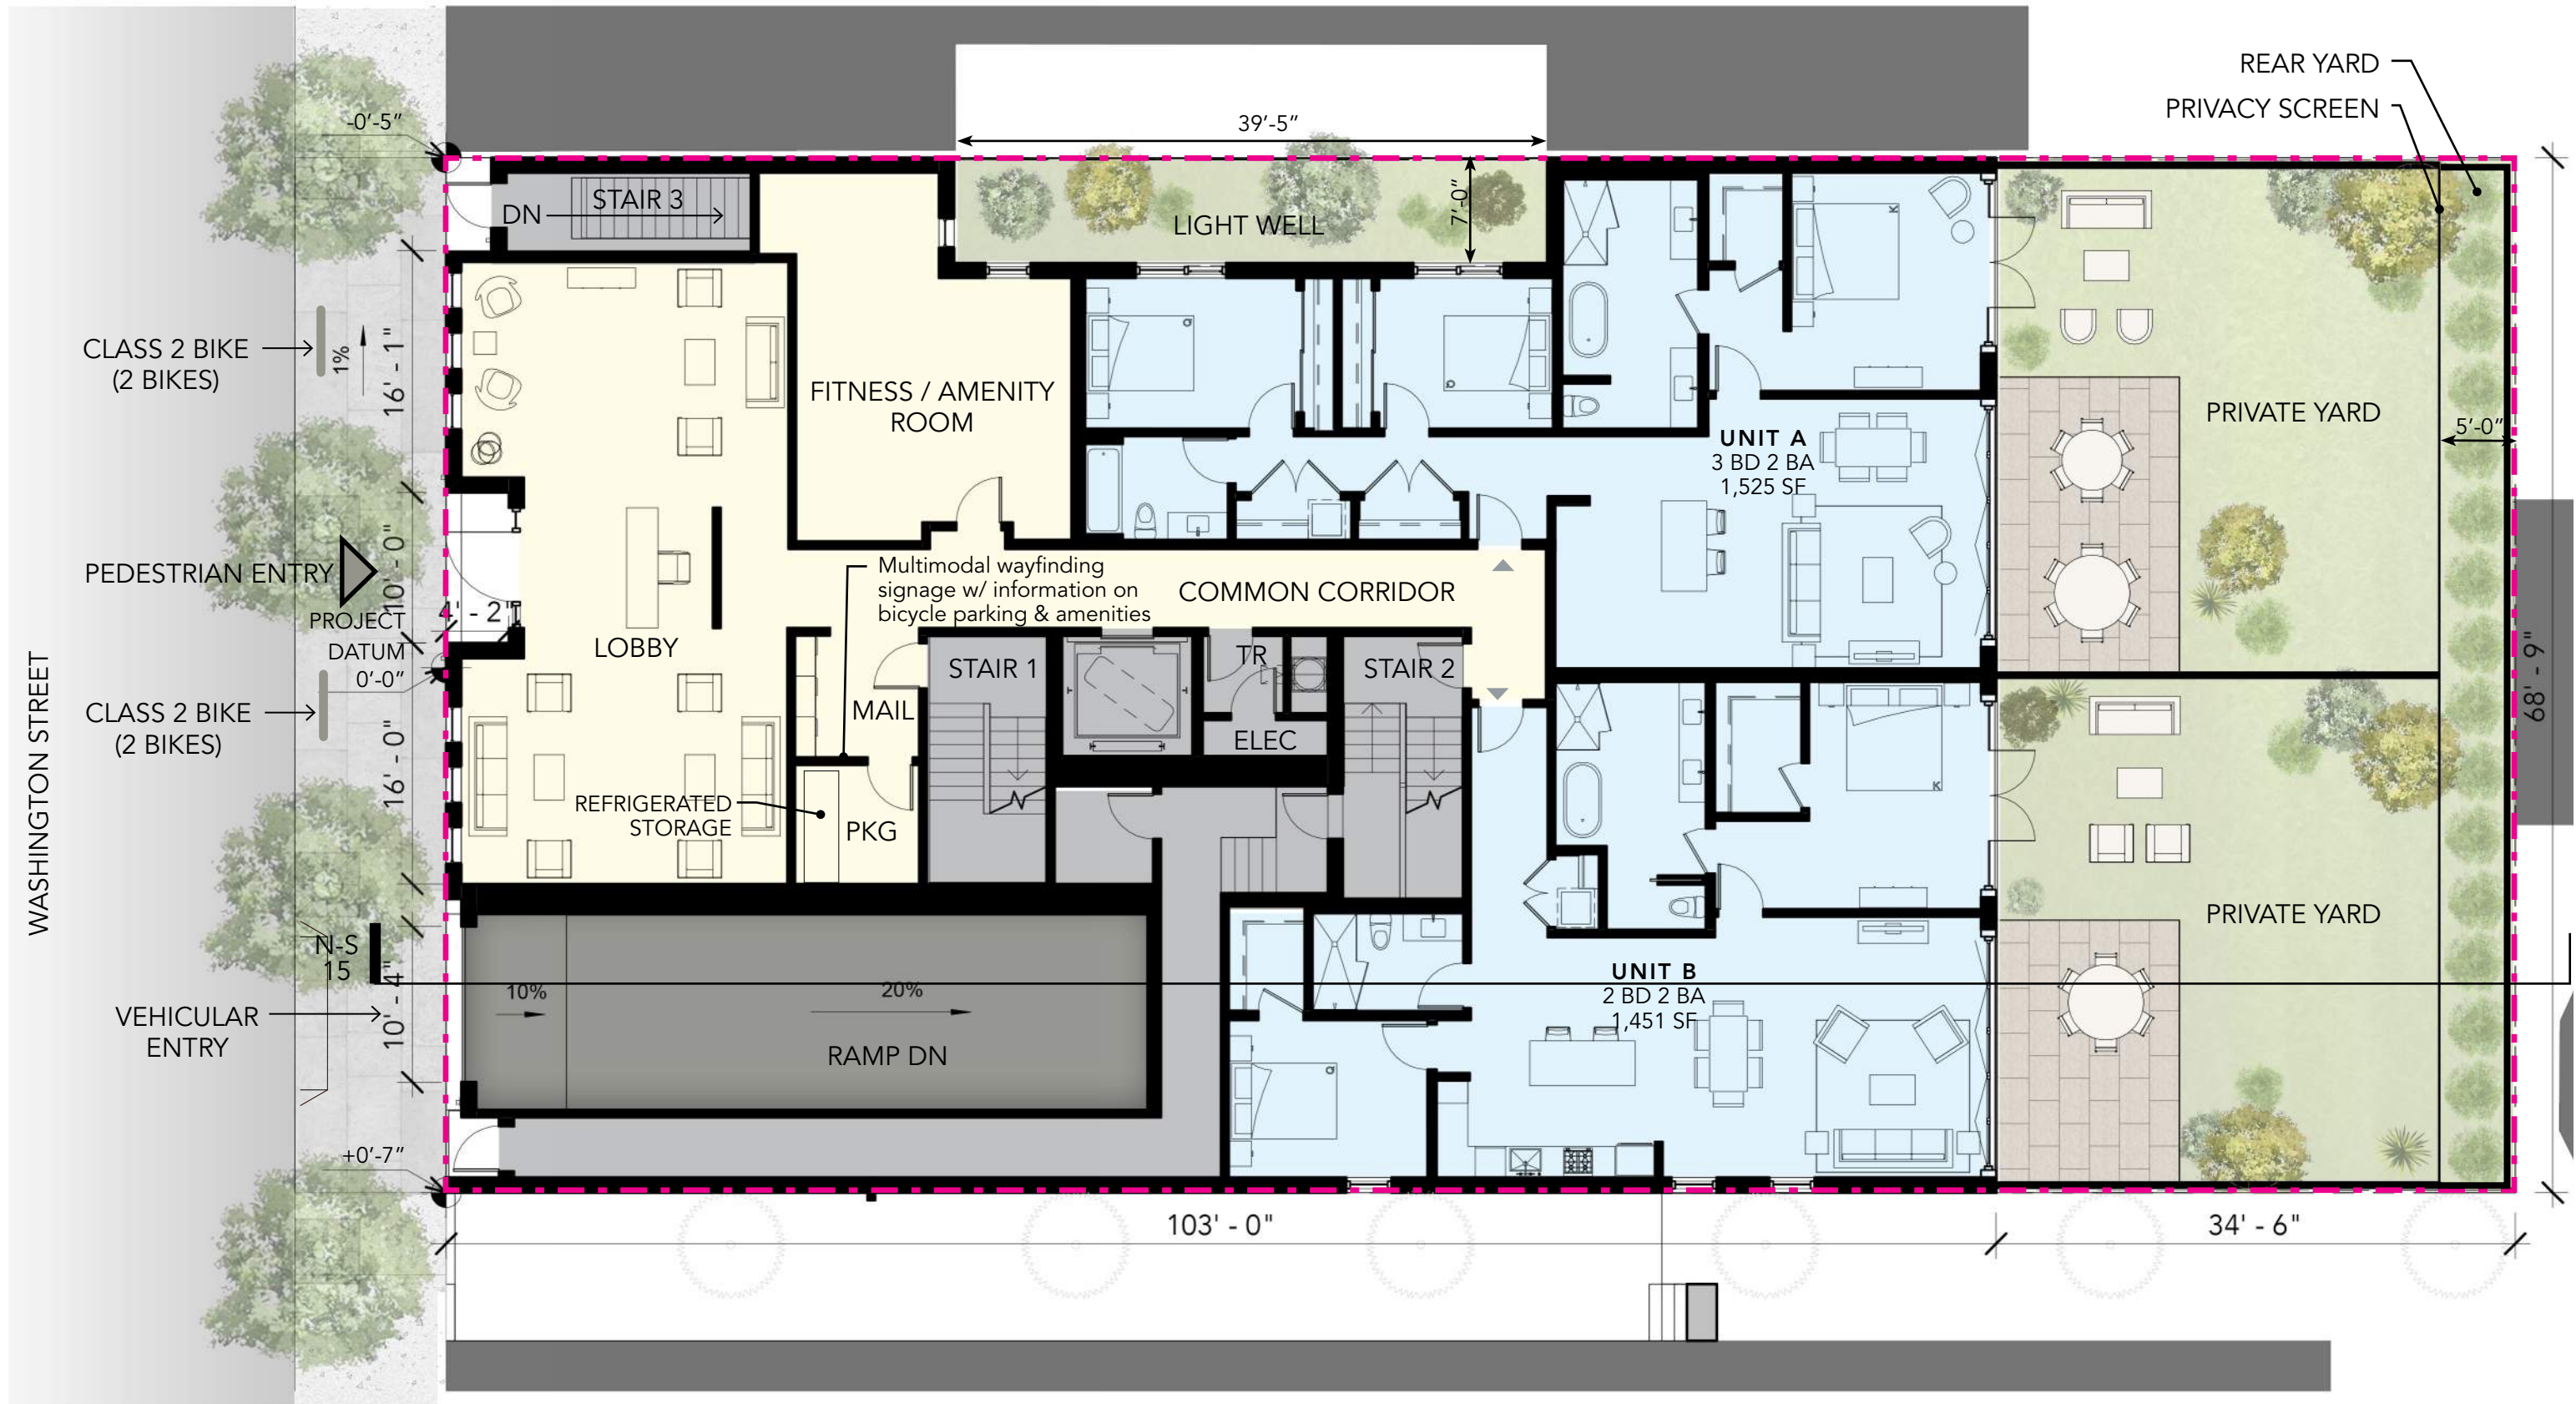 REAR YARD
PRIVACY SCREEN
-0'-5"
39'-5"
7'-0"
STAIR 3
DN
LIGHT WELL
CLASS 2 BIKE
(2 BIKES)
1%
16' - 1"
FITNESS / AMENITY
ROOM
UNIT A
3 BD 2 BA
1,525 SF
PRIVATE YARD
5'-0"
PEDESTRIAN ENTRY
10' - 0"
4' - 2"
PROJECT
DATUM
0'-0"
LOBBY
Multimodal wayfinding
signage w/ information on
bicycle parking & amenities
COMMON CORRIDOR
STAIR 1
TR
STAIR 2
MAIL
ELEC
68' - 9"
WASHINGTON STREET
CLASS 2 BIKE
(2 BIKES)
16' - 0"
REFRIGERATED
STORAGE
PKG
PRIVATE YARD
N-S
15
10' - 4"
VEHICULAR
ENTRY
10%
20%
RAMP DN
UNIT B
2 BD 2 BA
1,451 SF
K
K
Q
Q
Q
+0'-7"
103' - 0"
34' - 6"